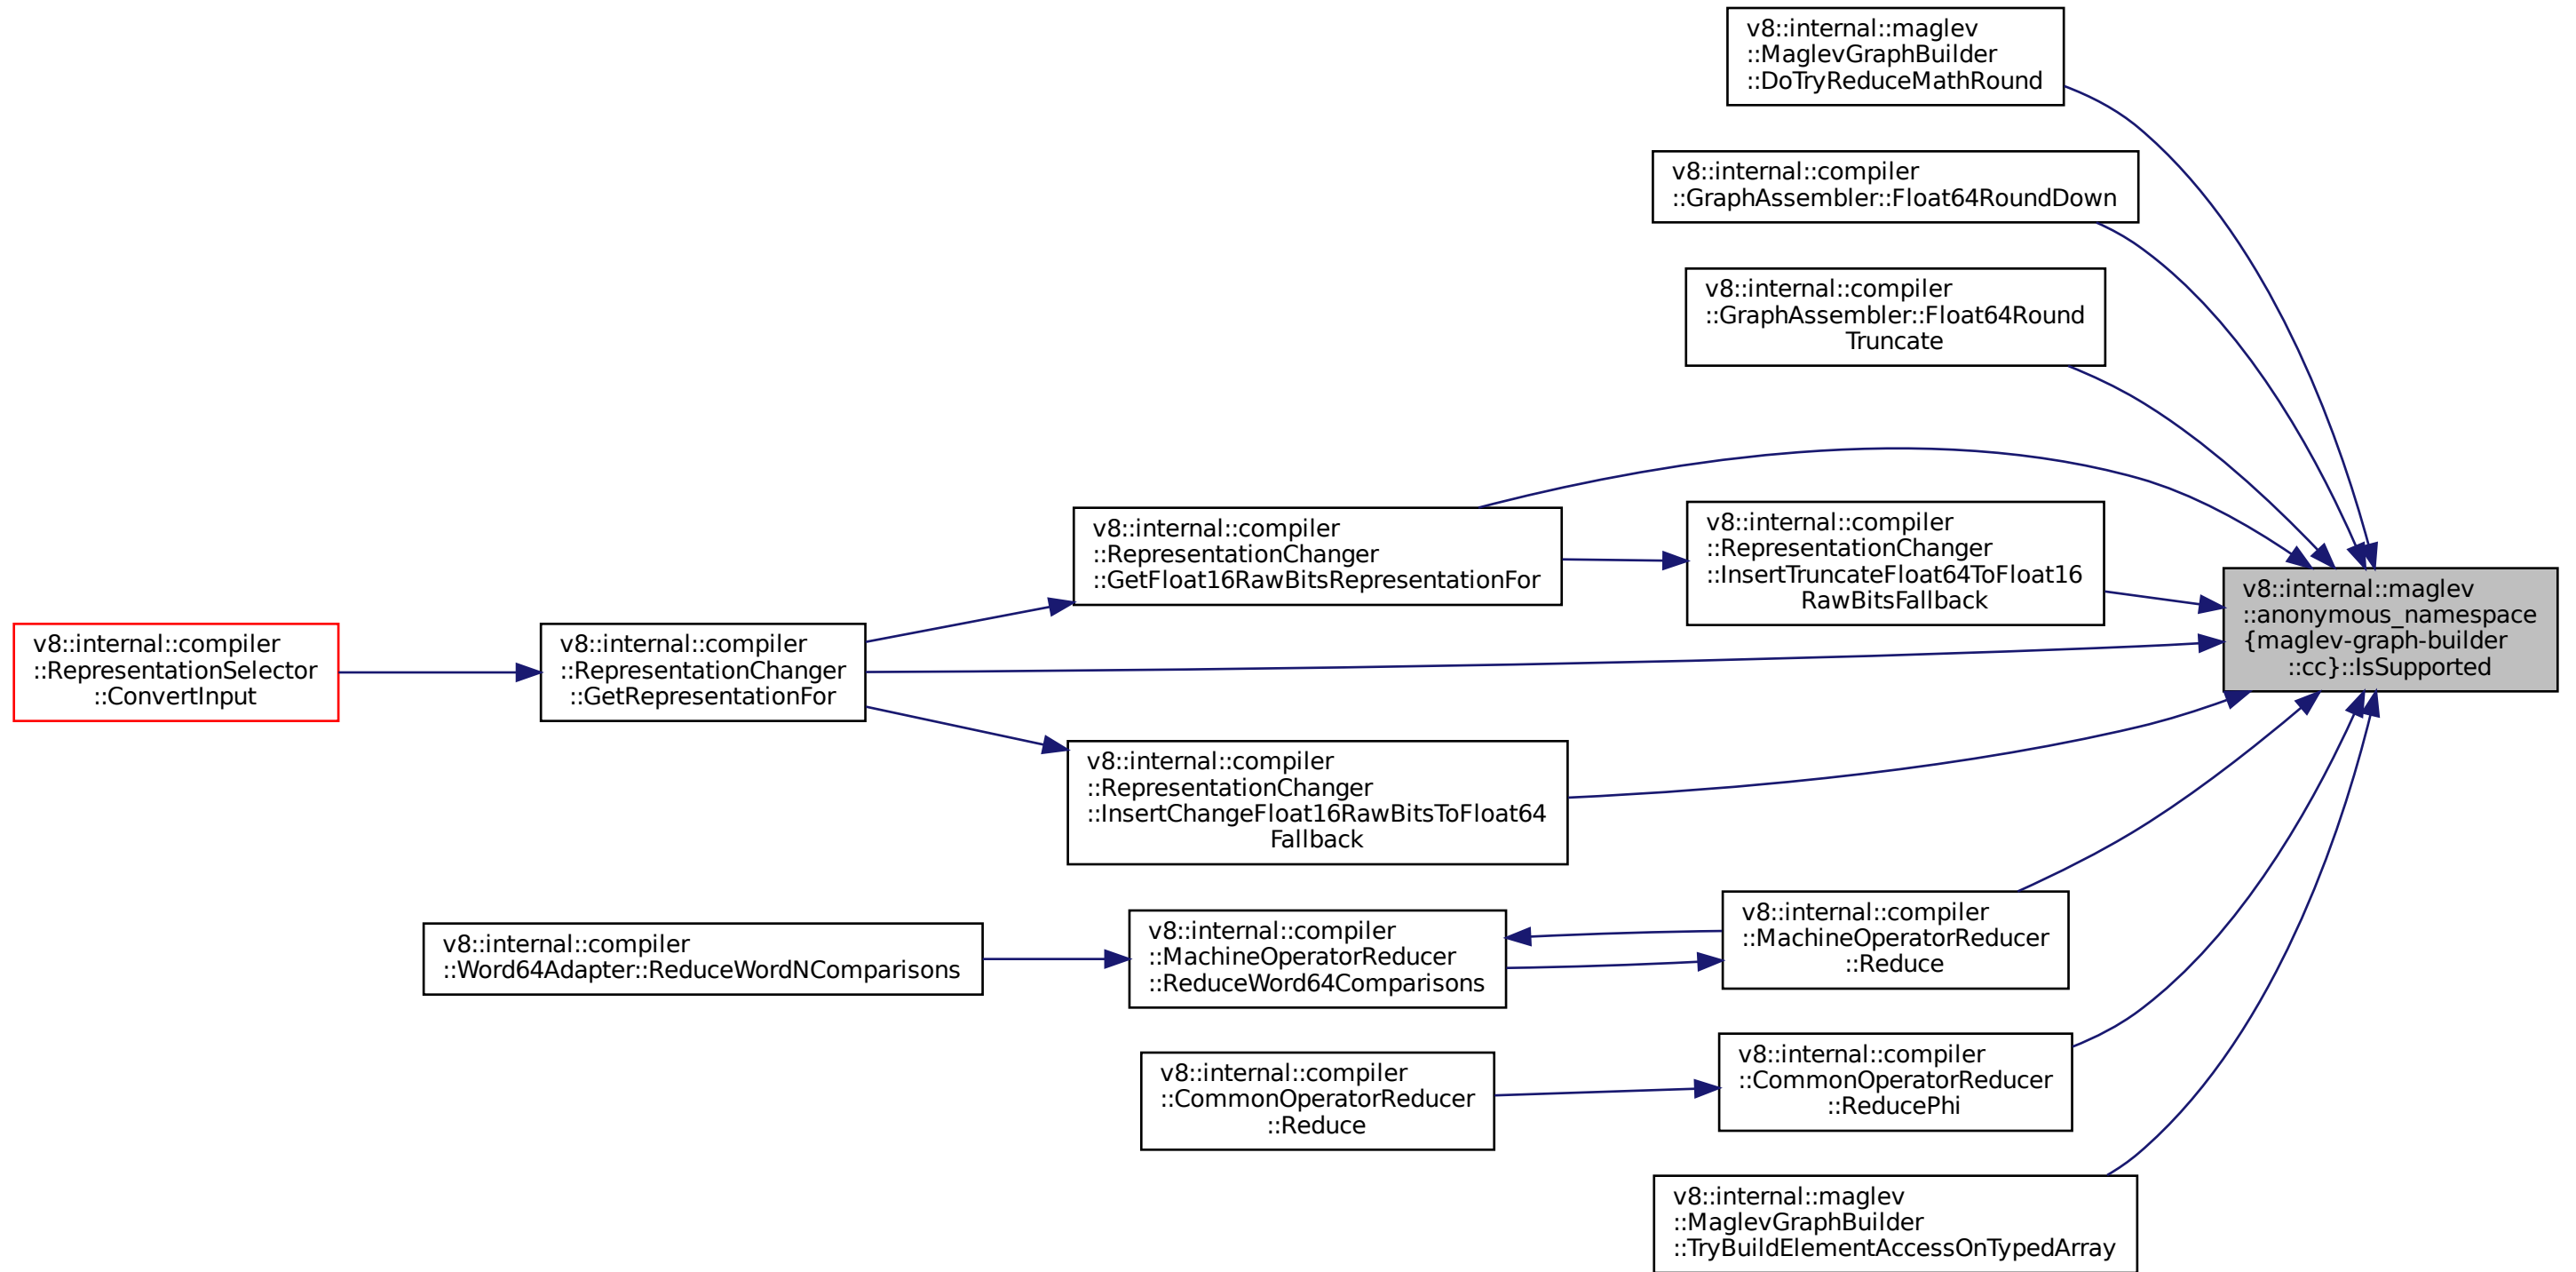 v8::internal::maglev
::MaglevGraphBuilder
::DoTryReduceMathRound
v8::internal::compiler
::GraphAssembler::Float64RoundDown
v8::internal::compiler
::GraphAssembler::Float64Round
Truncate
v8::internal::compiler
::RepresentationChanger
::GetFloat16RawBitsRepresentationFor
v8::internal::compiler
::RepresentationChanger
::InsertTruncateFloat64ToFloat16
RawBitsFallback
v8::internal::maglev
::anonymous_namespace
{maglev-graph-builder
::cc}::IsSupported
v8::internal::compiler
::RepresentationSelector
::ConvertInput
v8::internal::compiler
::RepresentationChanger
::GetRepresentationFor
v8::internal::compiler
::RepresentationChanger
::InsertChangeFloat16RawBitsToFloat64
Fallback
v8::internal::compiler
::Word64Adapter::ReduceWordNComparisons
v8::internal::compiler
::MachineOperatorReducer
::ReduceWord64Comparisons
v8::internal::compiler
::MachineOperatorReducer
::Reduce
v8::internal::compiler
::CommonOperatorReducer
::Reduce
v8::internal::compiler
::CommonOperatorReducer
::ReducePhi
v8::internal::maglev
::MaglevGraphBuilder
::TryBuildElementAccessOnTypedArray